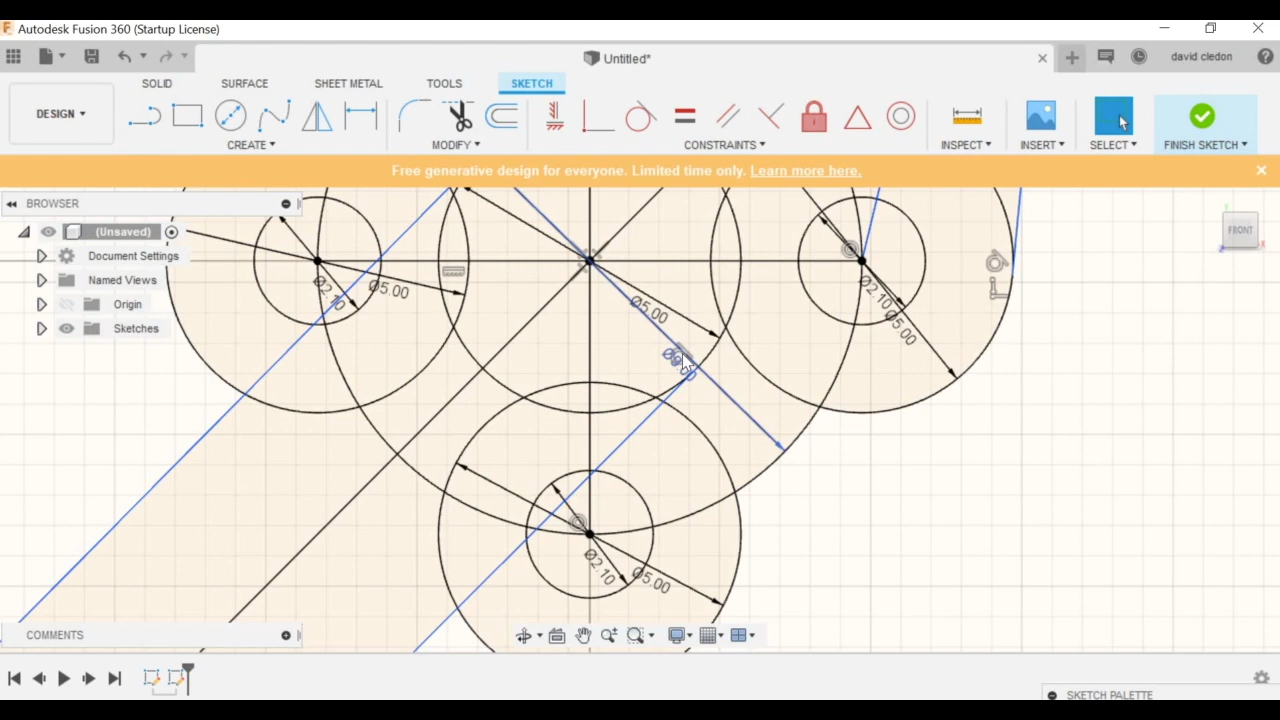 Autodesk Fusion 360 (Startup License)
Untitled*
david cledon
SOLID SURFACE SHEET METAL TOOLS SKETCH
DESIGN
CREATE MODIFY CONSTRAINTS INSPECT INSERT SELECT FINISH SKETCH
Free generative design for everyone. Limited time only. Learn more here.
BROWSER
(Unsaved)
Document Settings
Named Views
Origin
Sketches
FRONT
Ø2.10
Ø5.00
Ø5.00
Ø2.10
Ø5.00
Ø9.00
Ø2.10
Ø5.00
COMMENTS
SKETCH PALETTE